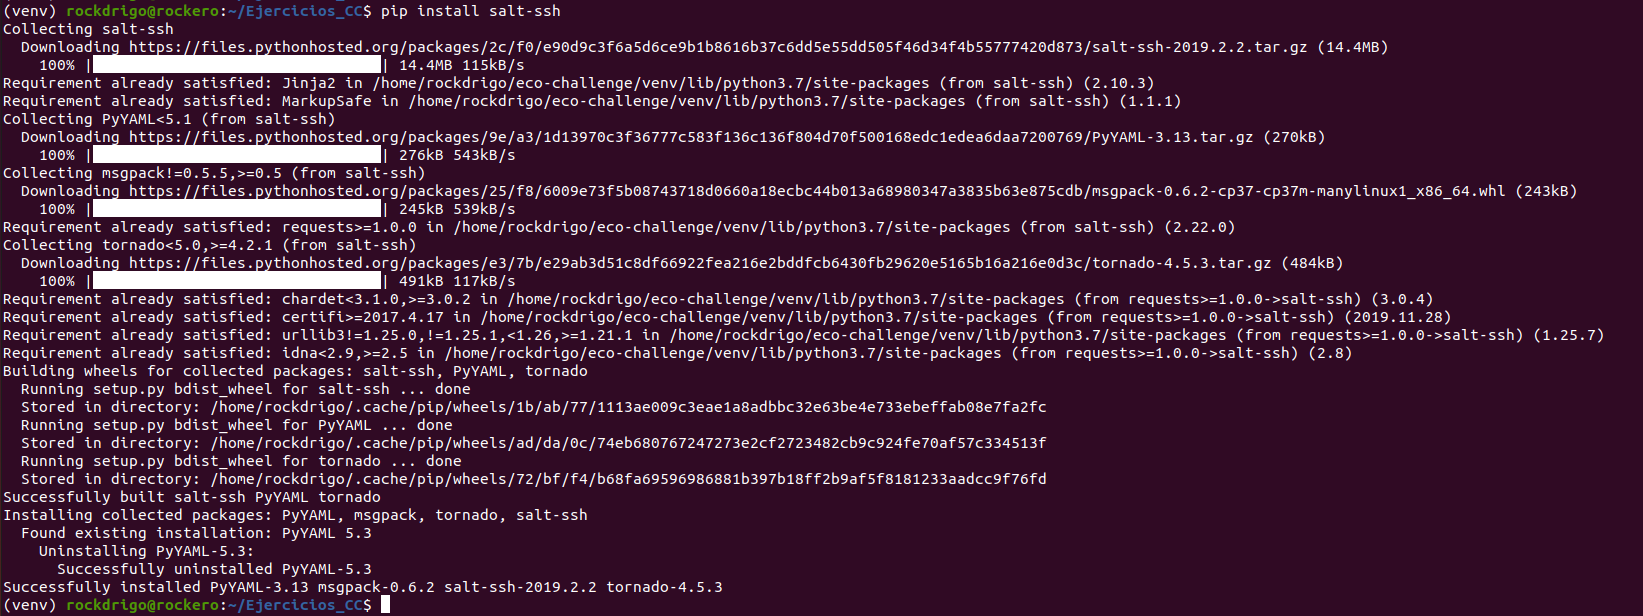 (venv) rockdrigo@rockero:~/Ejercicios_CC$ pip install salt-ssh
Collecting salt-ssh
  Downloading https://files.pythonhosted.org/packages/2c/f0/e90d9c3f6a5d6ce9b1b8616b37c6dd5e55dd505f46d34f4b55777420d873/salt-ssh-2019.2.2.tar.gz (14.4MB)
    100% |████████████████████████████████| 14.4MB 115kB/s
Requirement already satisfied: Jinja2 in /home/rockdrigo/eco-challenge/venv/lib/python3.7/site-packages (from salt-ssh) (2.10.3)
Requirement already satisfied: MarkupSafe in /home/rockdrigo/eco-challenge/venv/lib/python3.7/site-packages (from salt-ssh) (1.1.1)
Collecting PyYAML<5.1 (from salt-ssh)
  Downloading https://files.pythonhosted.org/packages/9e/a3/1d13970c3f36777c583f136c136f804d70f500168edc1edea6daa7200769/PyYAML-3.13.tar.gz (270kB)
    100% |████████████████████████████████| 276kB 543kB/s
Collecting msgpack!=0.5.5,>=0.5 (from salt-ssh)
  Downloading https://files.pythonhosted.org/packages/25/f8/6009e73f5b08743718d0660a18ecbc44b013a68980347a3835b63e875cdb/msgpack-0.6.2-cp37-cp37m-manylinux1_x86_64.whl (243kB)
    100% |████████████████████████████████| 245kB 539kB/s
Requirement already satisfied: requests>=1.0.0 in /home/rockdrigo/eco-challenge/venv/lib/python3.7/site-packages (from salt-ssh) (2.22.0)
Collecting tornado<5.0,>=4.2.1 (from salt-ssh)
  Downloading https://files.pythonhosted.org/packages/e3/7b/e29ab3d51c8df66922fea216e2bddfcb6430fb29620e5165b16a216e0d3c/tornado-4.5.3.tar.gz (484kB)
    100% |████████████████████████████████| 491kB 117kB/s
Requirement already satisfied: chardet<3.1.0,>=3.0.2 in /home/rockdrigo/eco-challenge/venv/lib/python3.7/site-packages (from requests>=1.0.0->salt-ssh) (3.0.4)
Requirement already satisfied: certifi>=2017.4.17 in /home/rockdrigo/eco-challenge/venv/lib/python3.7/site-packages (from requests>=1.0.0->salt-ssh) (2019.11.28)
Requirement already satisfied: urllib3!=1.25.0,!=1.25.1,<1.26,>=1.21.1 in /home/rockdrigo/eco-challenge/venv/lib/python3.7/site-packages (from requests>=1.0.0->salt-ssh) (1.25.7)
Requirement already satisfied: idna<2.9,>=2.5 in /home/rockdrigo/eco-challenge/venv/lib/python3.7/site-packages (from requests>=1.0.0->salt-ssh) (2.8)
Building wheels for collected packages: salt-ssh, PyYAML, tornado
  Running setup.py bdist_wheel for salt-ssh ... done
  Stored in directory: /home/rockdrigo/.cache/pip/wheels/1b/ab/77/1113ae009c3eae1a8adbbc32e63be4e733ebeffab08e7fa2fc
  Running setup.py bdist_wheel for PyYAML ... done
  Stored in directory: /home/rockdrigo/.cache/pip/wheels/ad/da/0c/74eb680767247273e2cf2723482cb9c924fe70af57c334513f
  Running setup.py bdist_wheel for tornado ... done
  Stored in directory: /home/rockdrigo/.cache/pip/wheels/72/bf/f4/b68fa69596986881b397b18ff2b9af5f8181233aadcc9f76fd
Successfully built salt-ssh PyYAML tornado
Installing collected packages: PyYAML, msgpack, tornado, salt-ssh
  Found existing installation: PyYAML 5.3
    Uninstalling PyYAML-5.3:
      Successfully uninstalled PyYAML-5.3
Successfully installed PyYAML-3.13 msgpack-0.6.2 salt-ssh-2019.2.2 tornado-4.5.3
(venv) rockdrigo@rockero:~/Ejercicios_CC$